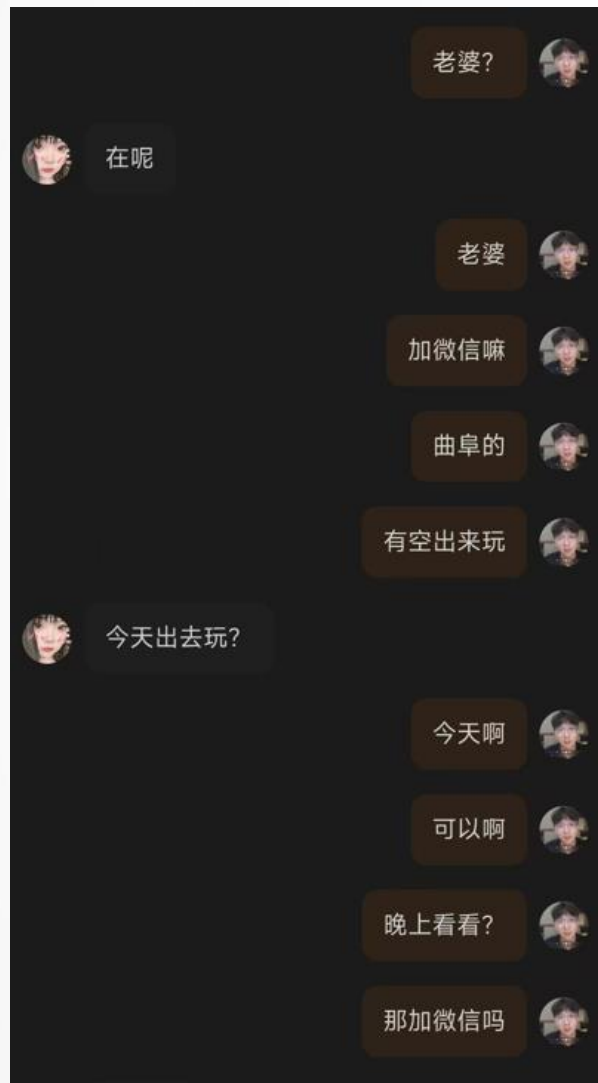 老婆？
在呢
老婆
加微信嘛
曲阜的
有空出来玩
今天出去玩？
今天啊
可以啊
晚上看看？
那加微信吗